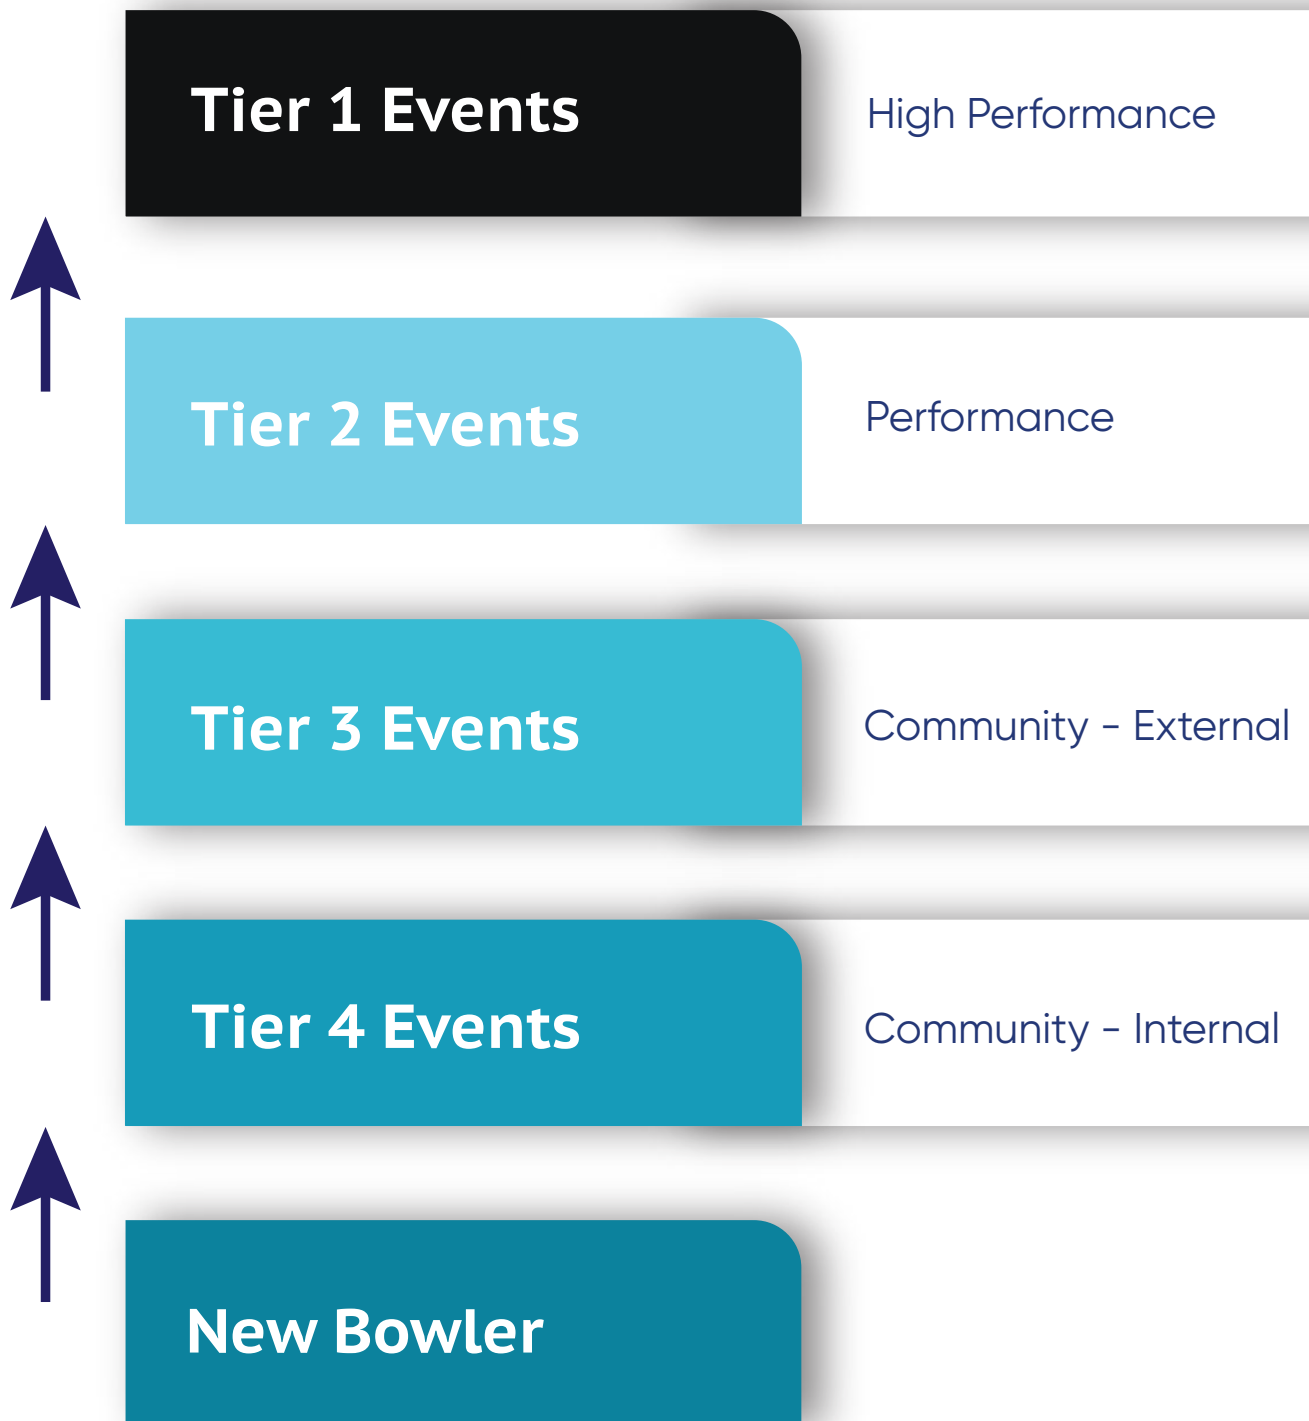 Tier 1 Events
High Performance
Tier 2 Events
Performance
Tier 3 Events
Community - External
Tier 4 Events
Community - Internal
New Bowler